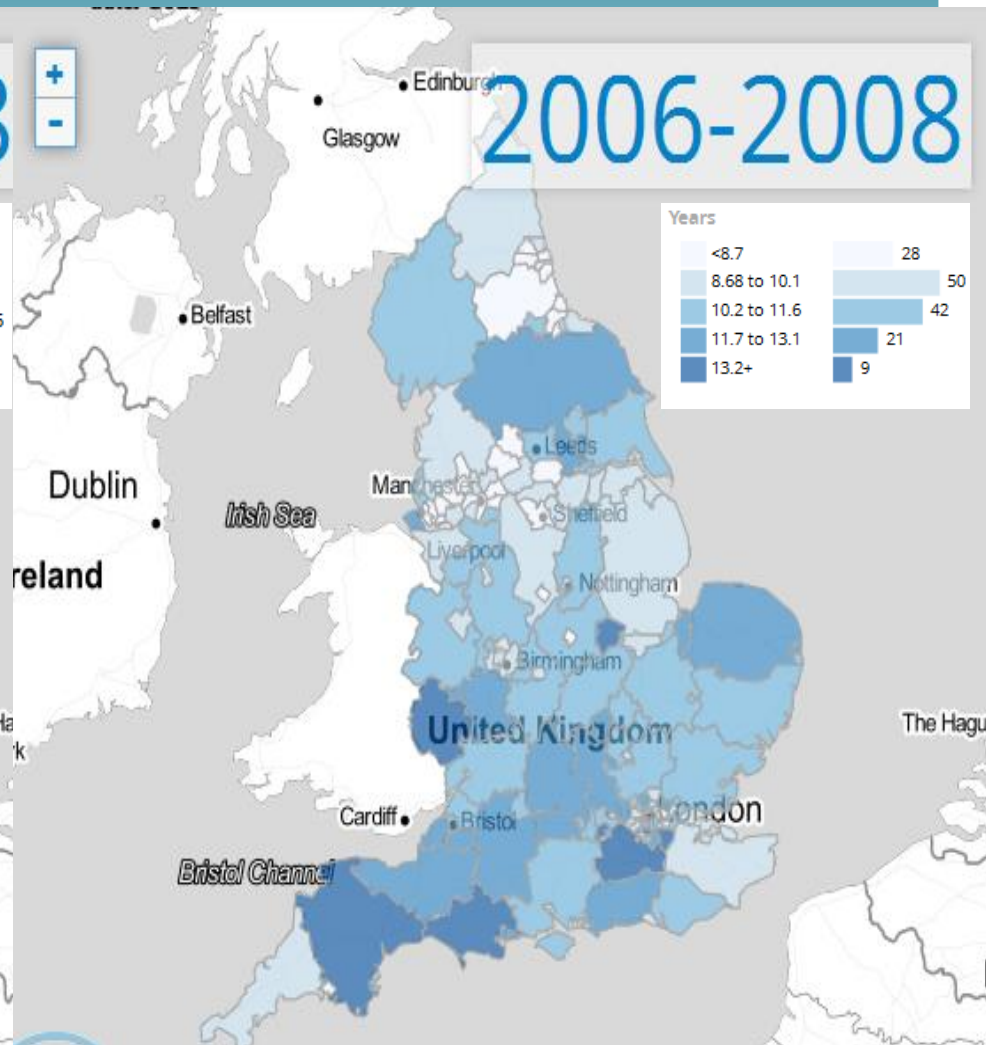 +
Edinburgh
2006-2008
-
Glasgow
Years
<8.7 28
8.68 to 10.1 50
10.2 to 11.6 42
11.7 to 13.1 21
13.2+ 9
Belfast
Leeds
Dublin
Manchester
Irish Sea
Sheffield
Liverpool
reland
Nottingham
Birmingham
United Kingdom
The Hagu
London
Cardiff
Bristol
Bristol Channel